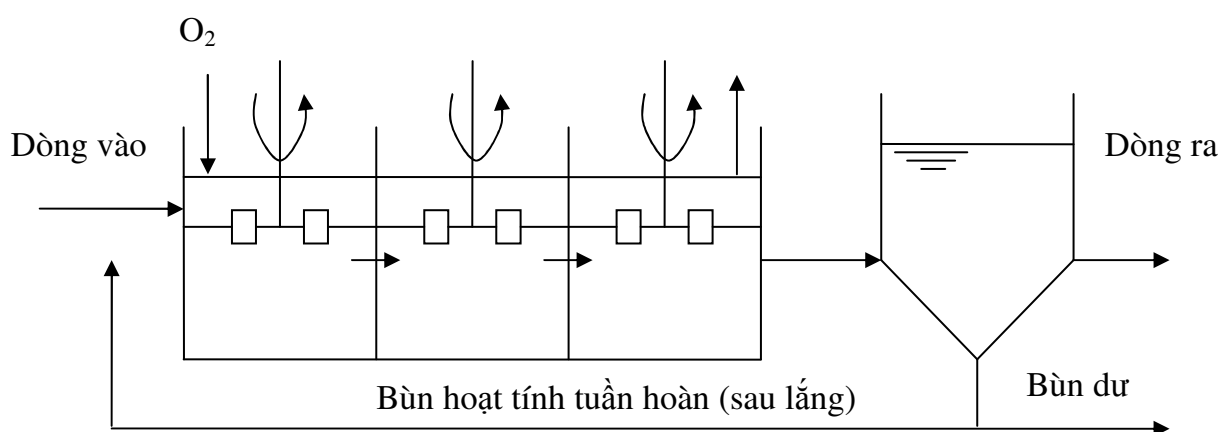 O₂
Dòng vào
Dòng ra
Bùn hoạt tính tuần hoàn (sau lắng)
Bùn dư